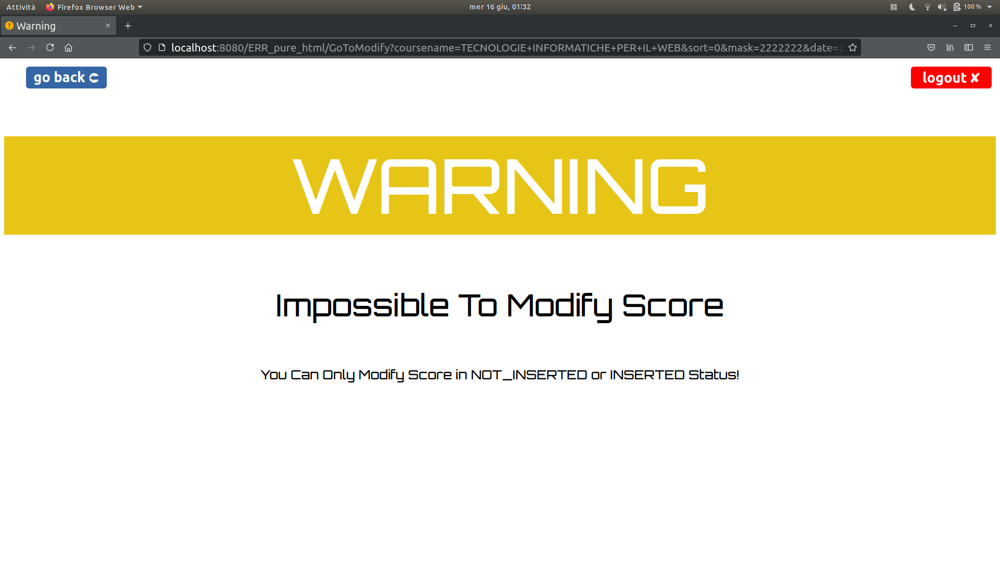 Attività Firefox Browser Web mer 16 giu, 01:32 100 %
Warning
localhost:8080/ERR_pure_html/GoToModify?coursename=TECNOLOGIE+INFORMATICHE+PER+IL+WEB&sort=0&mask=2222222&date=2
go back
logout ✘
WARNING
Impossible To Modify Score
You Can Only Modify Score in NOT_INSERTED or INSERTED Status!